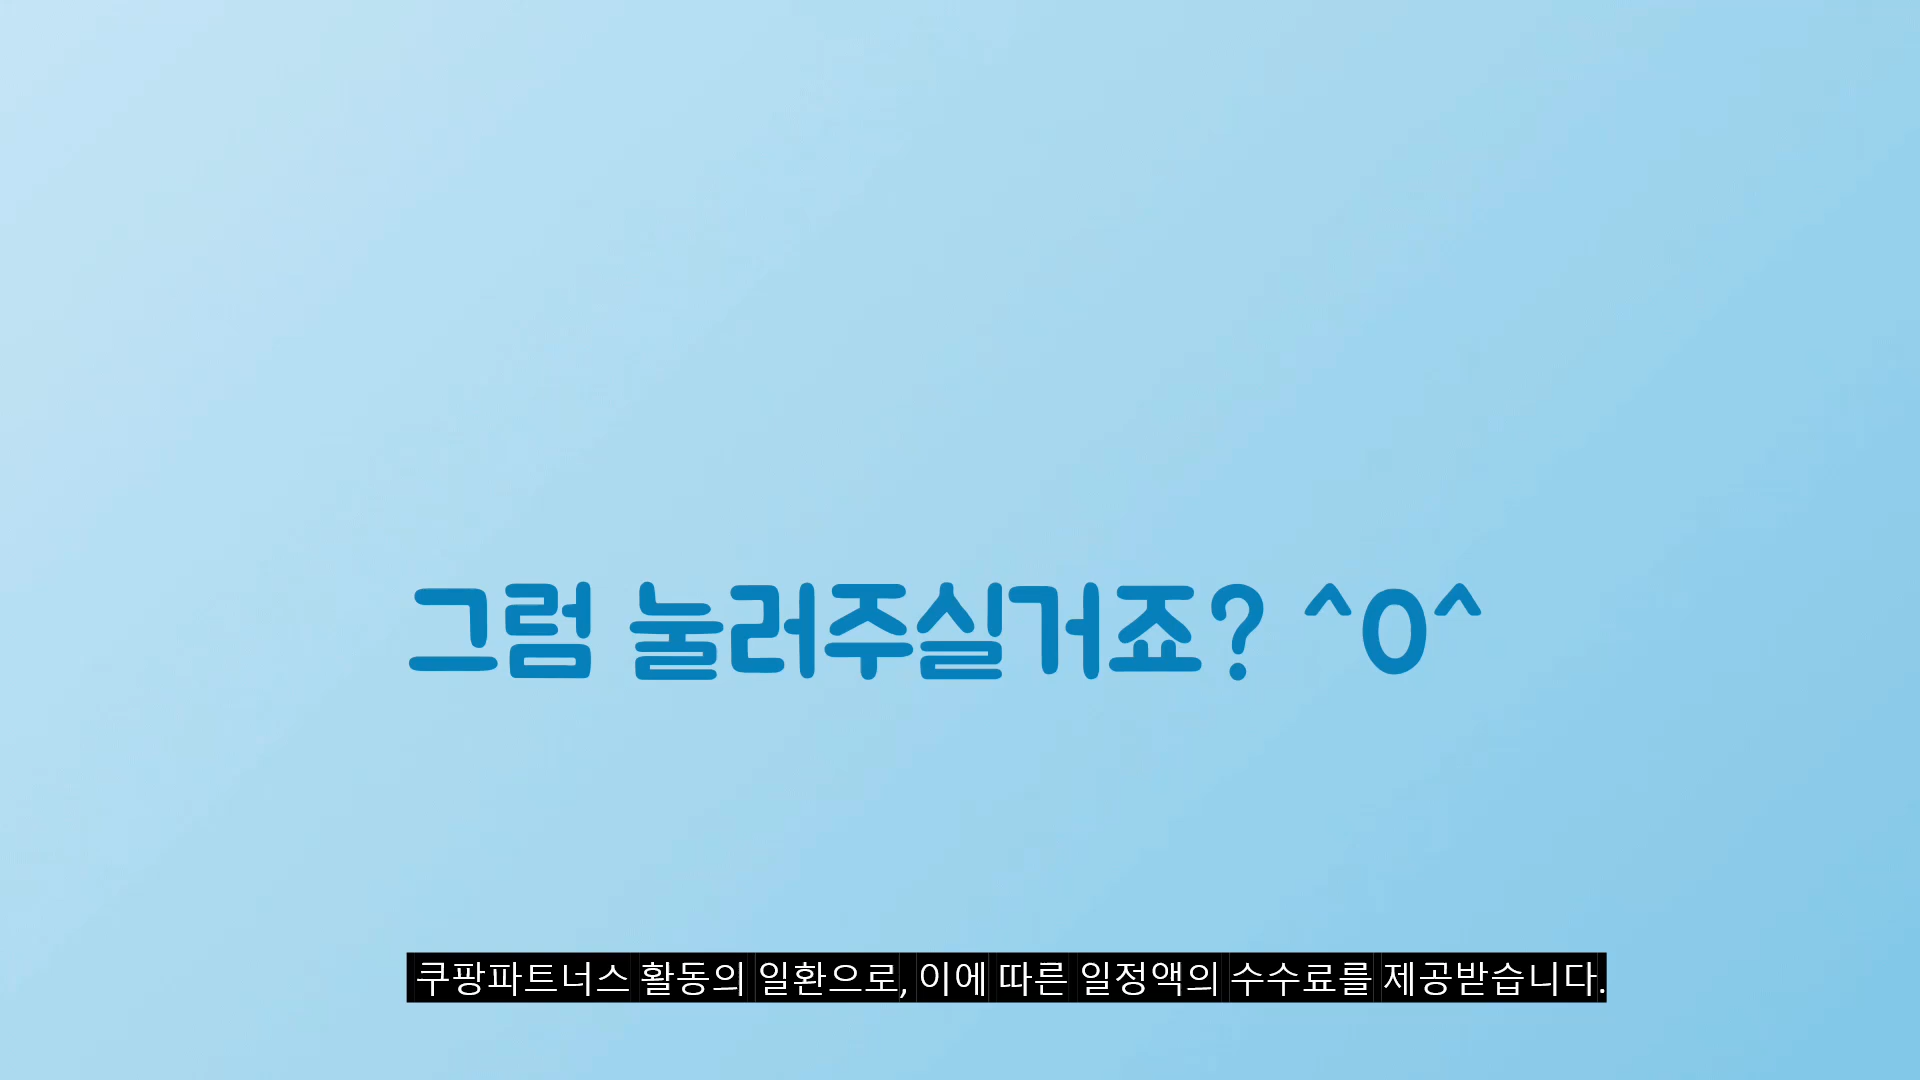 그럼 눌러주실거죠? ^0^
쿠팡파트너스 활동의 일환으로, 이에 따른 일정액의 수수료를 제공받습니다.